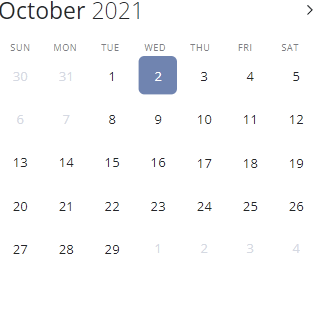 October 2021
SUN MON TUE WED THU FRI SAT
30 31 1 2 3 4 5
6 7 8 9 10 11 12
13 14 15 16 17 18 19
20 21 22 23 24 25 26
27 28 29 1 2 3 4